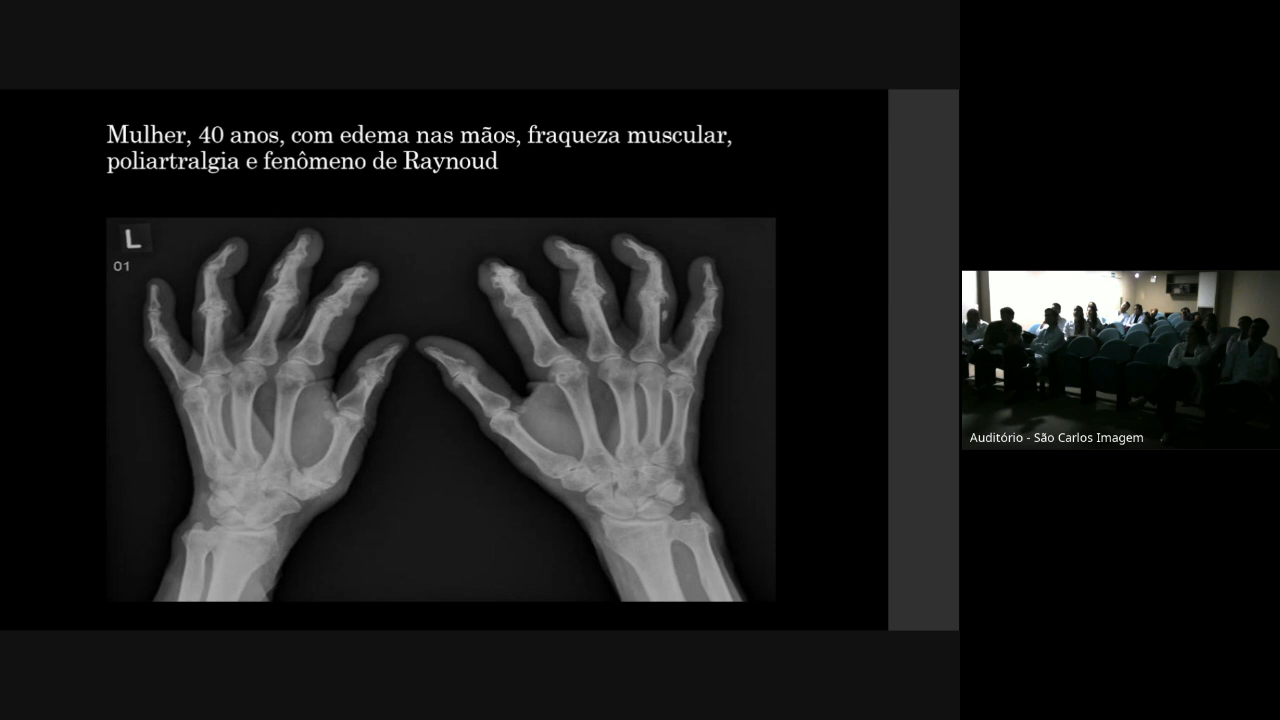 Mulher, 40 anos, com edema nas mãos, fraqueza muscular,
poliartralgia e fenômeno de Raynoud
L
01
Auditório - São Carlos Imagem